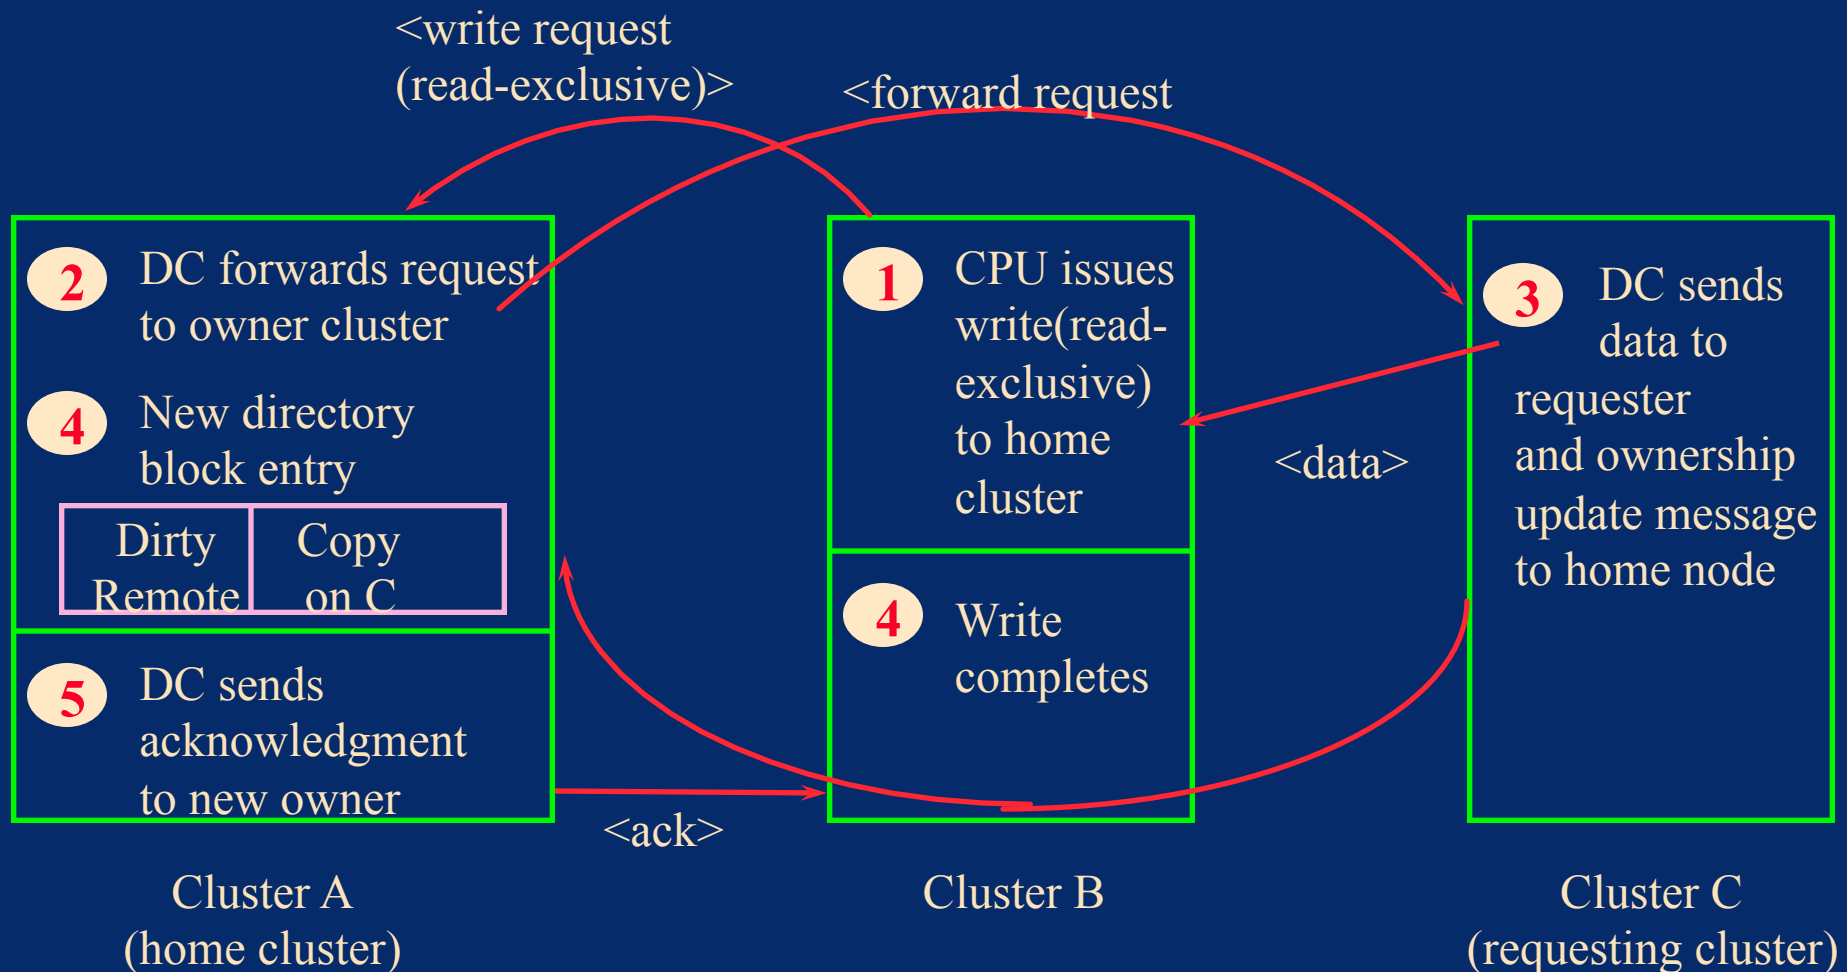 <write request
(read-exclusive)>
<forward request
2
DC forwards request
to owner cluster
4
New directory
block entry
Dirty
Remote
Copy
on C
5
DC sends
acknowledgment
to new owner
<ack>
1
CPU issues
write(read-
exclusive)
to home
cluster
4
Write
completes
<data>
3
DC sends
data to
requester
and ownership
update message
to home node
Cluster A
(home cluster)
Cluster B
Cluster C
(requesting cluster)